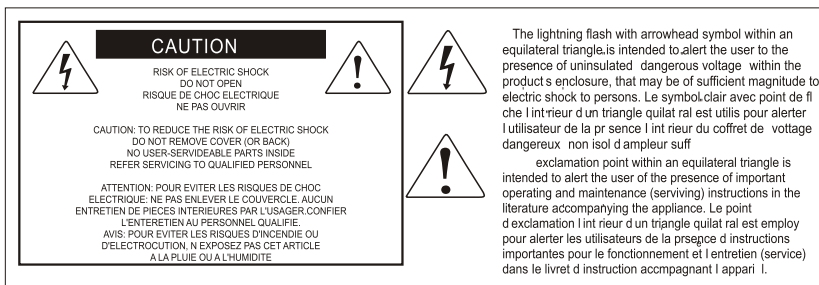 CAUTION
RISK OF ELECTRIC SHOCK
DO NOT OPEN
RISQUE DE CHOC ELECTRIQUE
NE PAS OUVRIR
CAUTION: TO REDUCE THE RISK OF ELECTRIC SHOCK
DO NOT REMOVE COVER (OR BACK)
NO USER-SERVIDEABLE PARTS INSIDE
REFER SERVICING TO QUALIFIED PERSONNEL
ATTENTION: POUR EVITER LES RISQUES DE CHOC
ELECTRIQUE: NE PAS ENLEVER LE COUVERCLE. AUCUN
ENTRETIEN DE PIECES INTERIEURES PAR L'USAGER.CONFIER
L'ENTERETIEN AU PERSONNEL QUALIFIE.
AVIS: POUR EVITER LES RISQUES D'INCENDIE OU
D'ELECTROCUTION, N EXPOSEZ PAS CET ARTICLE
A LA PLUIE OU A L'HUMIDITE
The lightning flash with arrowhead symbol within an
equilateral triangle.is intended to.alert the user to the
presence of uninsulated dangerous voltage within the
product s enclosure, that may be of sufficient magnitude to
electric shock to persons. Le symbol.clair avec point de fl
che l int rieur d un triangle quilat ral est utilis pour alerter
l utilisateur de la pr sence l int rieur du coffret de vottage
dangereux non isol d ampleur suff
exclamation point within an equilateral triangle is
intended to alert the user of the presence of important
operating and maintenance (serviving) instructions in the
literature accompanying the appliance. Le point
d exclamation l int rieur d un triangle quilat ral est employ
pour alerter les utilisateurs de la presence d instructions
importantes pour le fonctionnement et l entretien (service)
dans le livret d instruction accmpagnant l appari l.